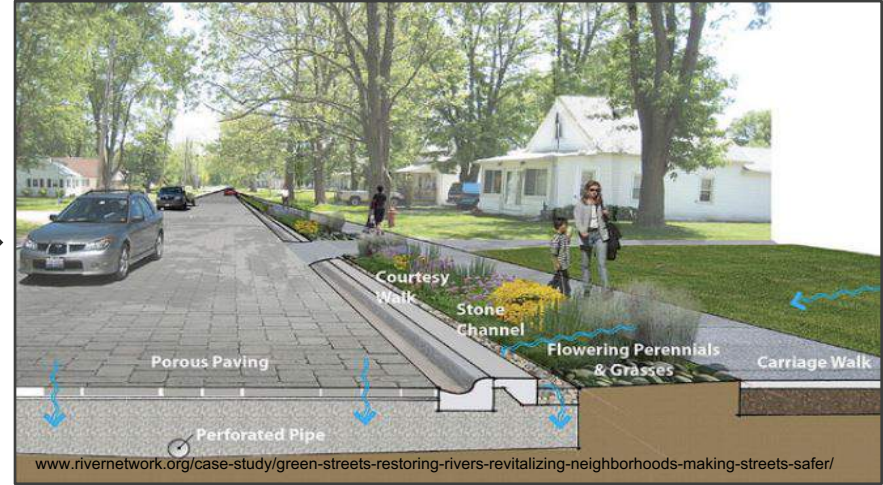 Courtesy
Walk
Stone
Channel
Flowering Perennials
& Grasses
Porous Paving
Carriage Walk
Perforated Pipe
www.rivernetwork.org/case-study/green-streets-restoring-rivers-revitalizing-neighborhoods-making-streets-safer/